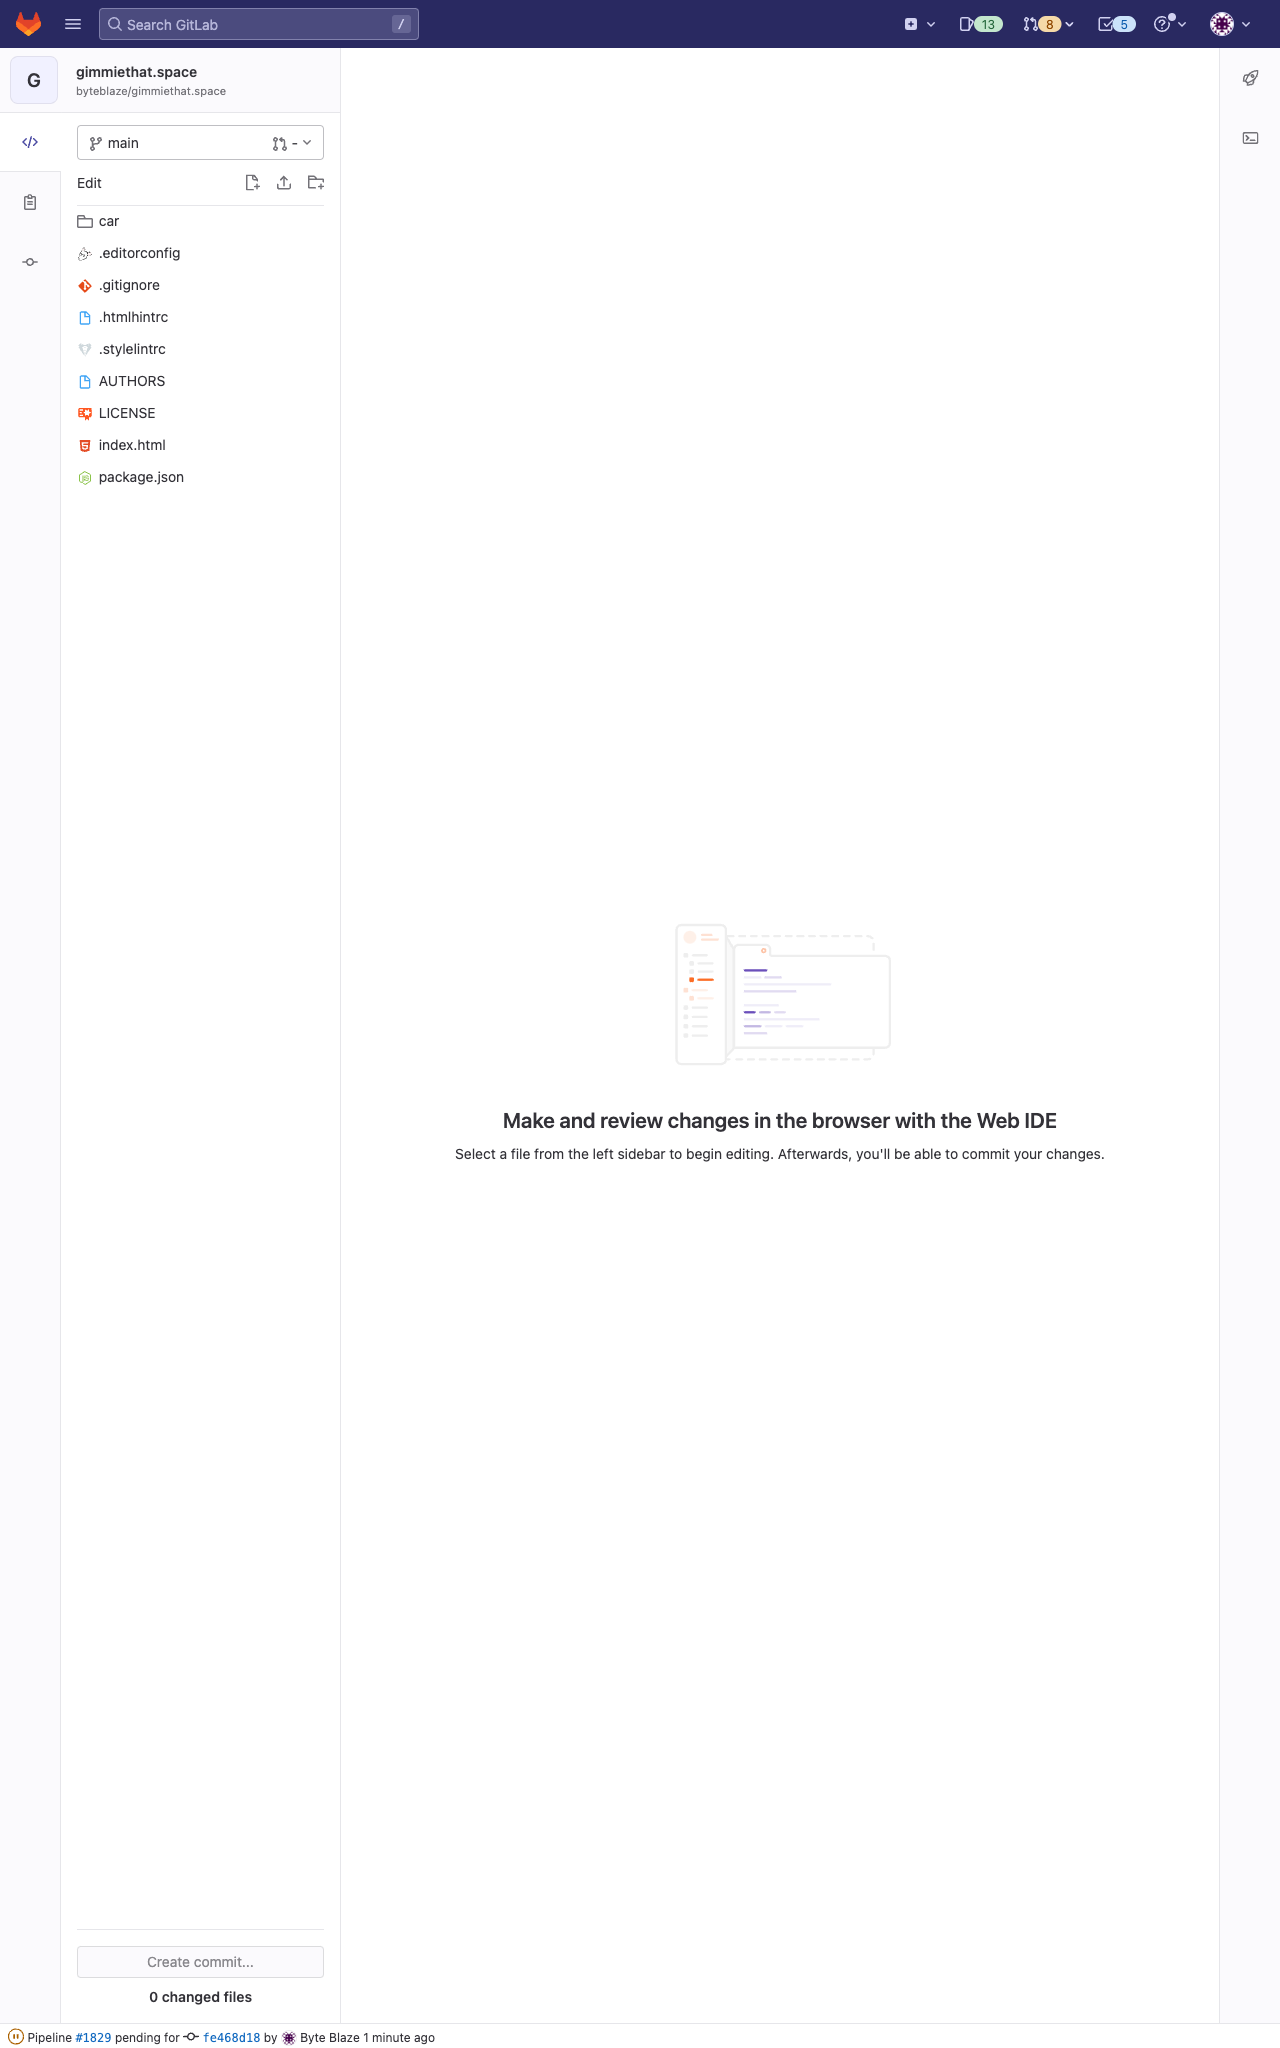 Search GitLab /
13
8
5
G
gimmiethat.space
byteblaze/gimmiethat.space
main
-
Edit
car
.editorconfig
.gitignore
.htmlhintrc
.stylelintrc
AUTHORS
LICENSE
index.html
package.json
Make and review changes in the browser with the Web IDE
Select a file from the left sidebar to begin editing. Afterwards, you'll be able to commit your changes.
Create commit...
0 changed files
Pipeline #1829 pending for fe468d18 by Byte Blaze 1 minute ago